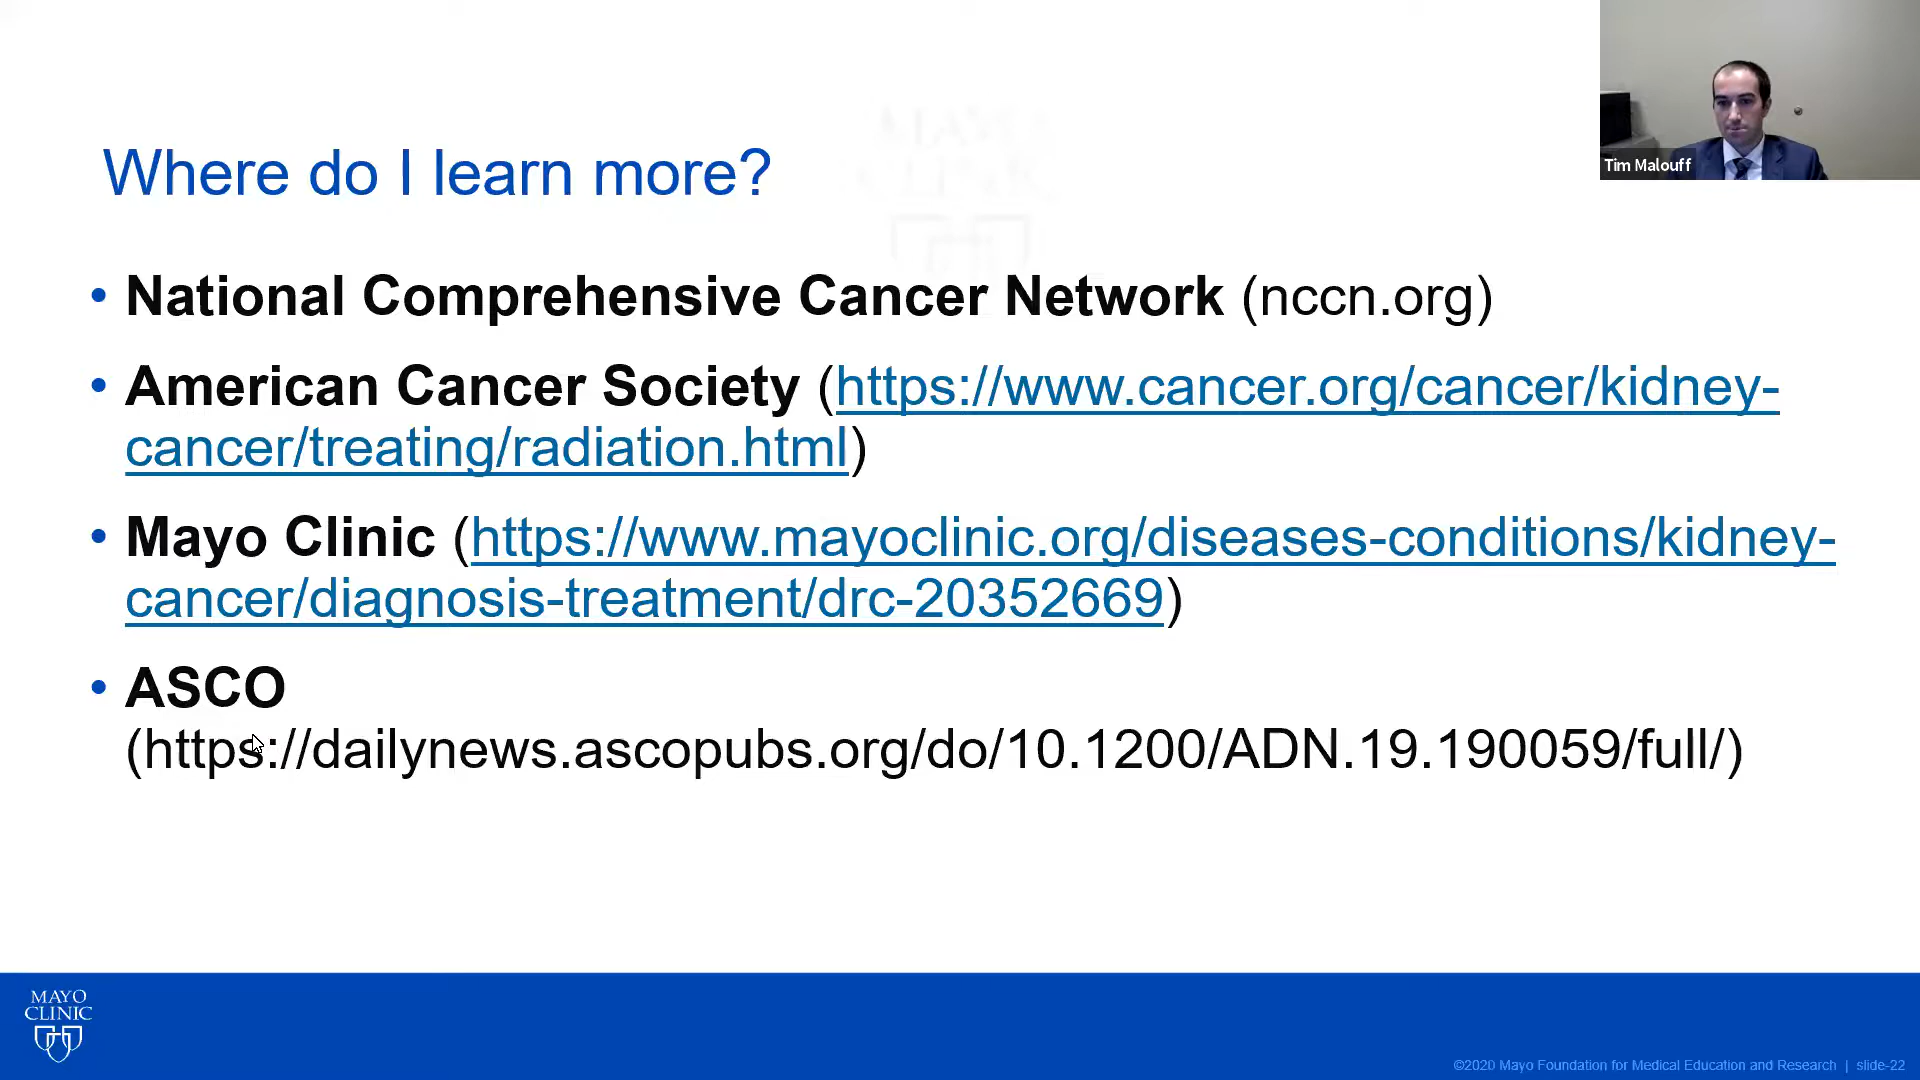 Tim Malouff
Where do I learn more?
• National Comprehensive Cancer Network (nccn.org)
• American Cancer Society (https://www.cancer.org/cancer/kidney-
cancer/treating/radiation.html)
• Mayo Clinic (https://www.mayoclinic.org/diseases-conditions/kidney-
cancer/diagnosis-treatment/drc-20352669)
• ASCO
(https://dailynews.ascopubs.org/do/10.1200/ADN.19.190059/full/)
MAYO
CLINIC
©2020 Mayo Foundation for Medical Education and Research | slide-22